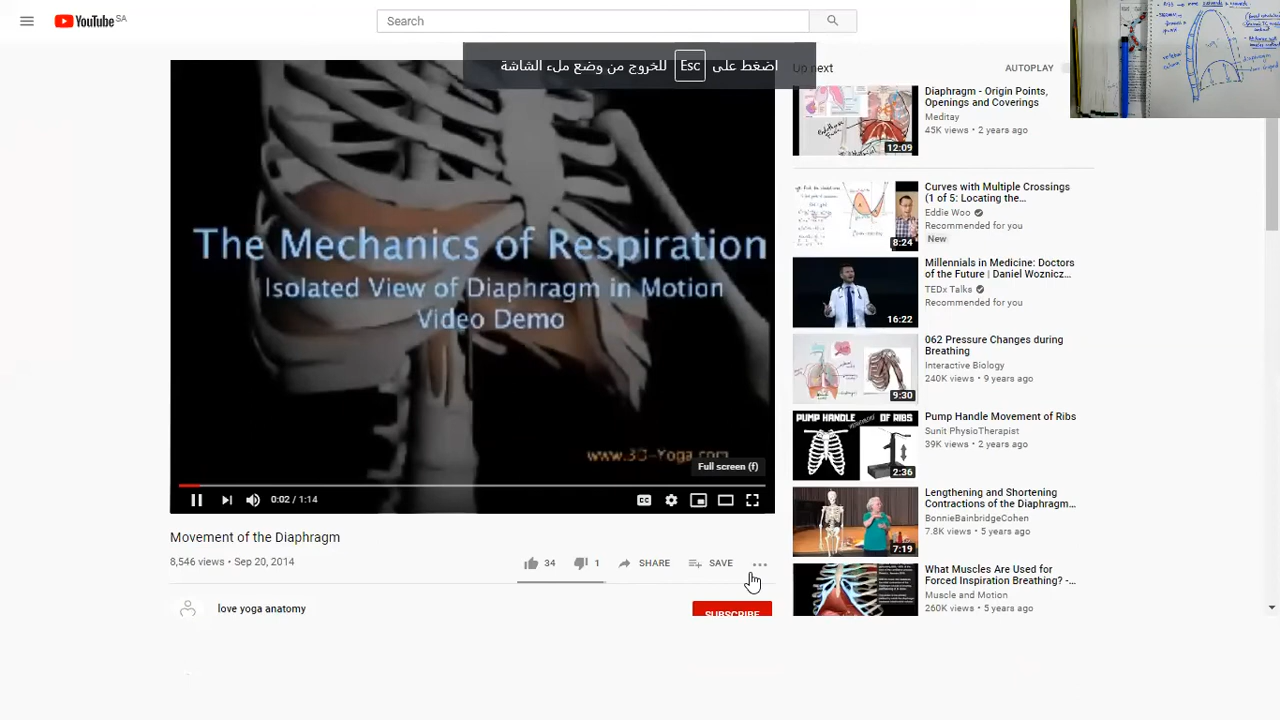 YouTube SA
Search
اضغط على Esc للخروج من وضع ملء الشاشة
Up next
AUTOPLAY
The Mechanics of Respiration
Isolated View of Diaphragm in Motion
Video Demo
www.3D-Yoga.com
Full screen (f)
0:02 / 1:14
CC
Movement of the Diaphragm
8,546 views • Sep 20, 2014
34
1
SHARE
SAVE
love yoga anatomy
SUBSCRIBE
Diaphragm - Origin Points,
Openings and Coverings
Meditay
45K views • 2 years ago
12:09
Curves with Multiple Crossings
(1 of 5: Locating the...
Eddie Woo
Recommended for you
New
8:24
Millennials in Medicine: Doctors
of the Future | Daniel Wozniczk...
TEDx Talks
Recommended for you
16:22
062 Pressure Changes during
Breathing
Interactive Biology
240K views • 9 years ago
9:30
Pump Handle Movement of Ribs
Sunit PhysioTherapist
39K views • 2 years ago
PUMP HANDLE
OF RIBS
2:36
Lengthening and Shortening
Contractions of the Diaphragm...
BonnieBainbridgeCohen
7.8K views • 5 years ago
7:19
What Muscles Are Used for
Forced Inspiration Breathing? -...
Muscle and Motion
260K views • 5 years ago